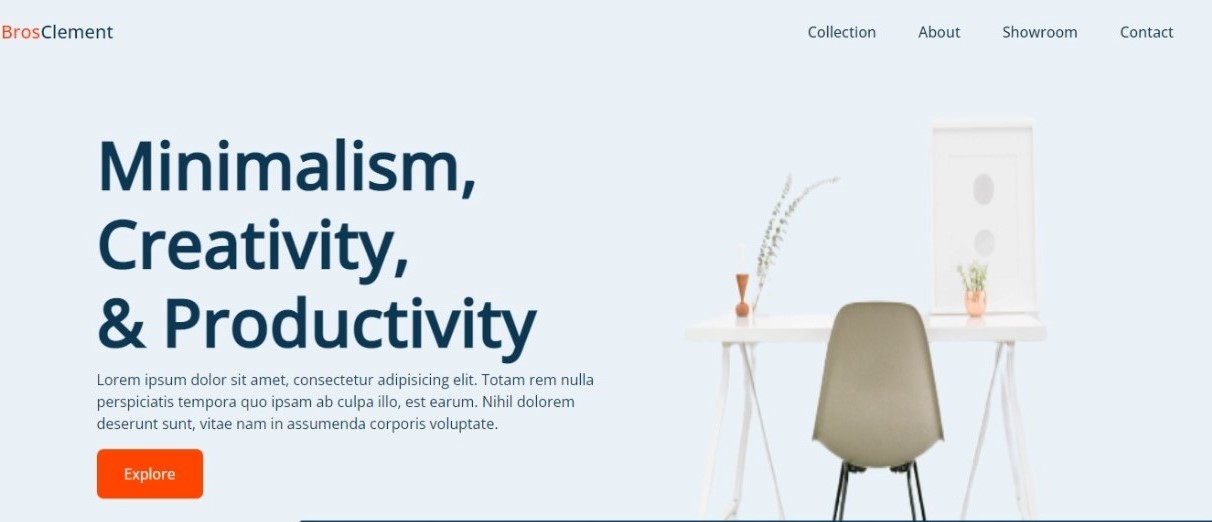 BrosClement
Collection About Showroom Contact
Minimalism,
Creativity,
& Productivity
Lorem ipsum dolor sit amet, consectetur adipisicing elit. Totam rem nulla
perspiciatis tempora quo ipsam ab culpa illo, est earum. Nihil dolorem
deserunt sunt, vitae nam in assumenda corporis voluptate.
Explore